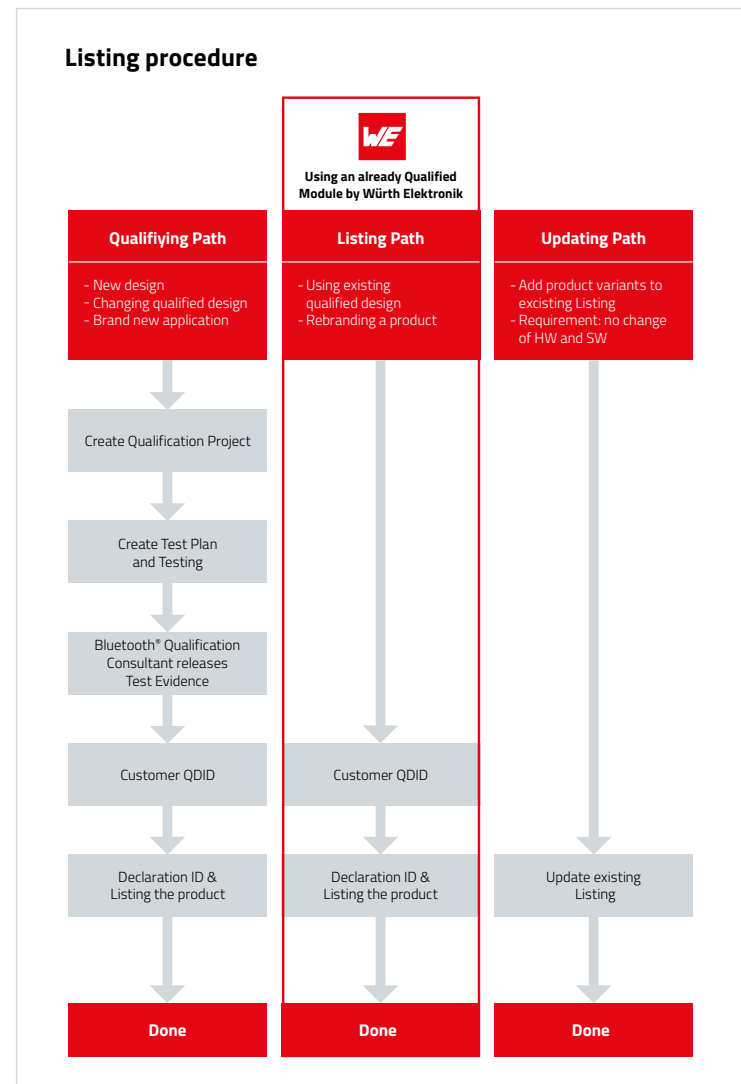 Listing procedure
WE
Using an already Qualified
Module by Würth Elektronik
Qualifiying Path
- New design
- Changing qualified design
- Brand new application
Create Qualification Project
Create Test Plan
and Testing
Bluetooth® Qualification
Consultant releases
Test Evidence
Customer QDID
Declaration ID &
Listing the product
Done
Listing Path
- Using existing
qualified design
- Rebranding a product
Customer QDID
Declaration ID &
Listing the product
Done
Updating Path
- Add product variants to
excisting Listing
- Requirement: no change
of HW and SW
Update existing
Listing
Done